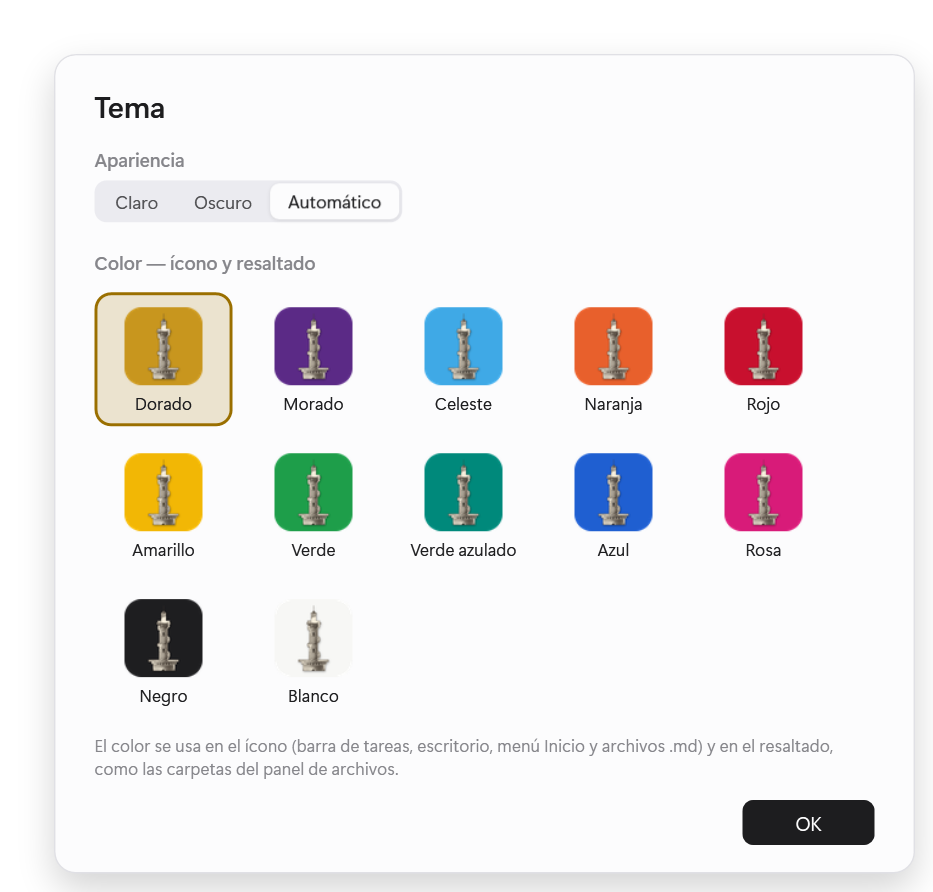 Tema
Apariencia
Claro Oscuro Automático
Color — ícono y resaltado
Dorado Morado Celeste Naranja Rojo
Amarillo Verde Verde azulado Azul Rosa
Negro Blanco
El color se usa en el ícono (barra de tareas, escritorio, menú Inicio y archivos .md) y en el resaltado,
como las carpetas del panel de archivos.
OK